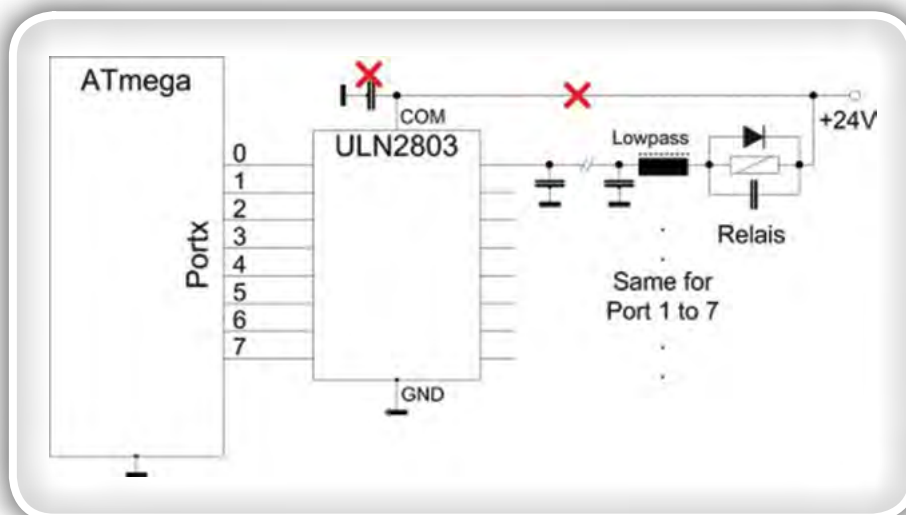 ATmega
COM
+24V
ULN2803
Lowpass
0
1
2
3
4
5
6
7
Portx
Relais
Same for
Port 1 to 7
GND